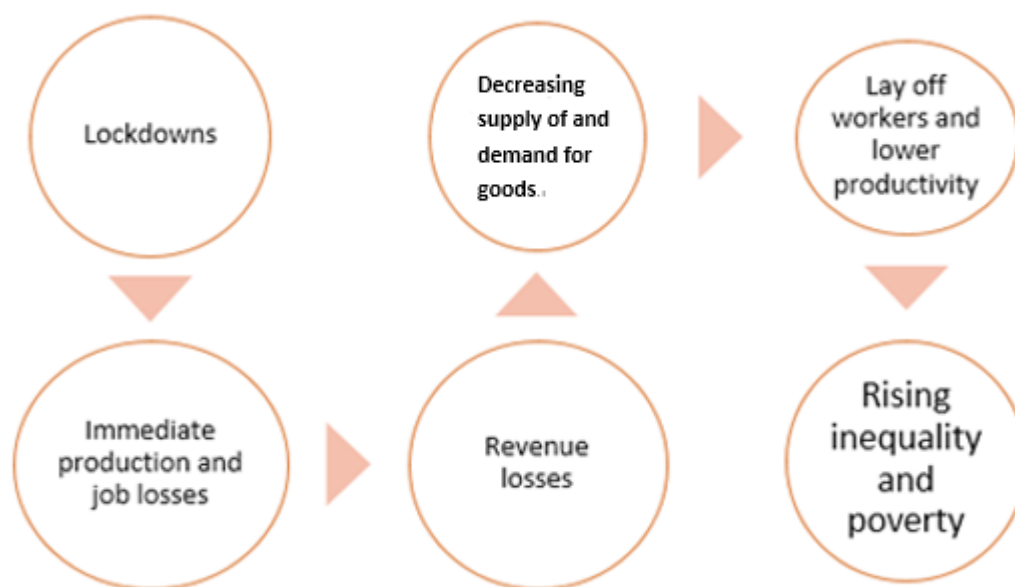 Lockdowns
Immediate
production and
job losses
Revenue
losses
Decreasing
supply of and
demand for
goods.
Lay off
workers and
lower
productivity
Rising
inequality
and
poverty